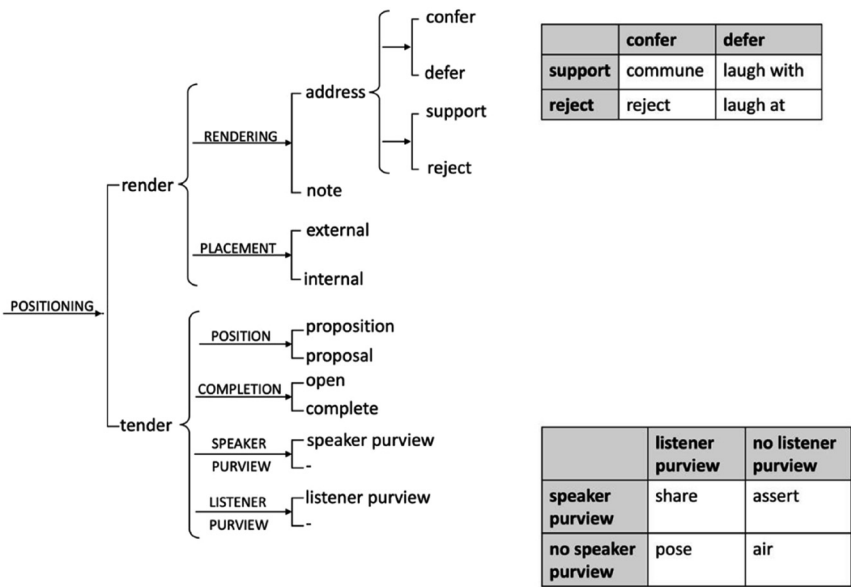 confer
defer
address
support
RENDERING
reject
render
note
external
PLACEMENT
internal
POSITIONING
proposition
POSITION
proposal
open
COMPLETION
complete
tender
SPEAKER
PURVIEW
speaker purview
-
LISTENER
PURVIEW
listener purview
-
confer defer
support commune laugh with
reject reject laugh at
listener purview no listener purview
speaker purview share assert
no speaker purview pose air